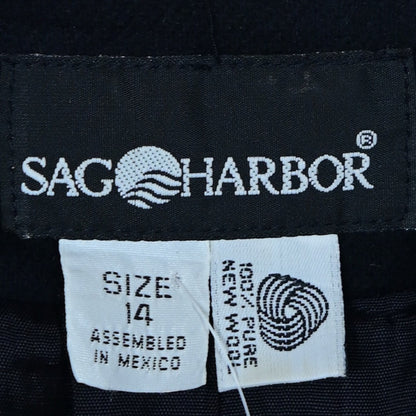 SAG HARBOR®
SIZE
14
ASSEMBLED
IN MEXICO
100% PURE
NEW WOOL